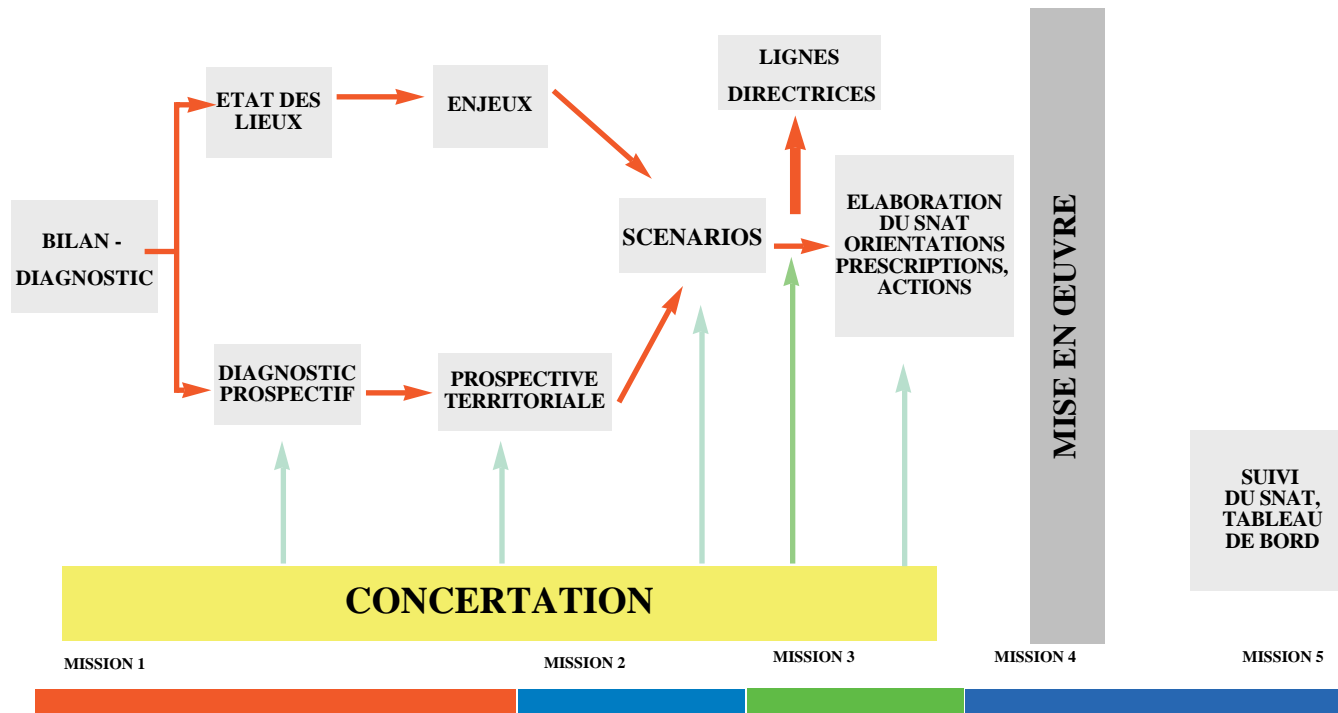 BILAN -
DIAGNOSTIC
ETAT DES
LIEUX
ENJEUX
DIAGNOSTIC
PROSPECTIF
PROSPECTIVE
TERRITORIALE
SCENARIOS
LIGNES
DIRECTRICES
ELABORATION
DU SNAT
ORIENTATIONS
PRESCRIPTIONS,
ACTIONS
MISE EN ŒUVRE
SUIVI
DU SNAT,
TABLEAU
DE BORD
CONCERTATION
MISSION 1
MISSION 2
MISSION 3
MISSION 4
MISSION 5